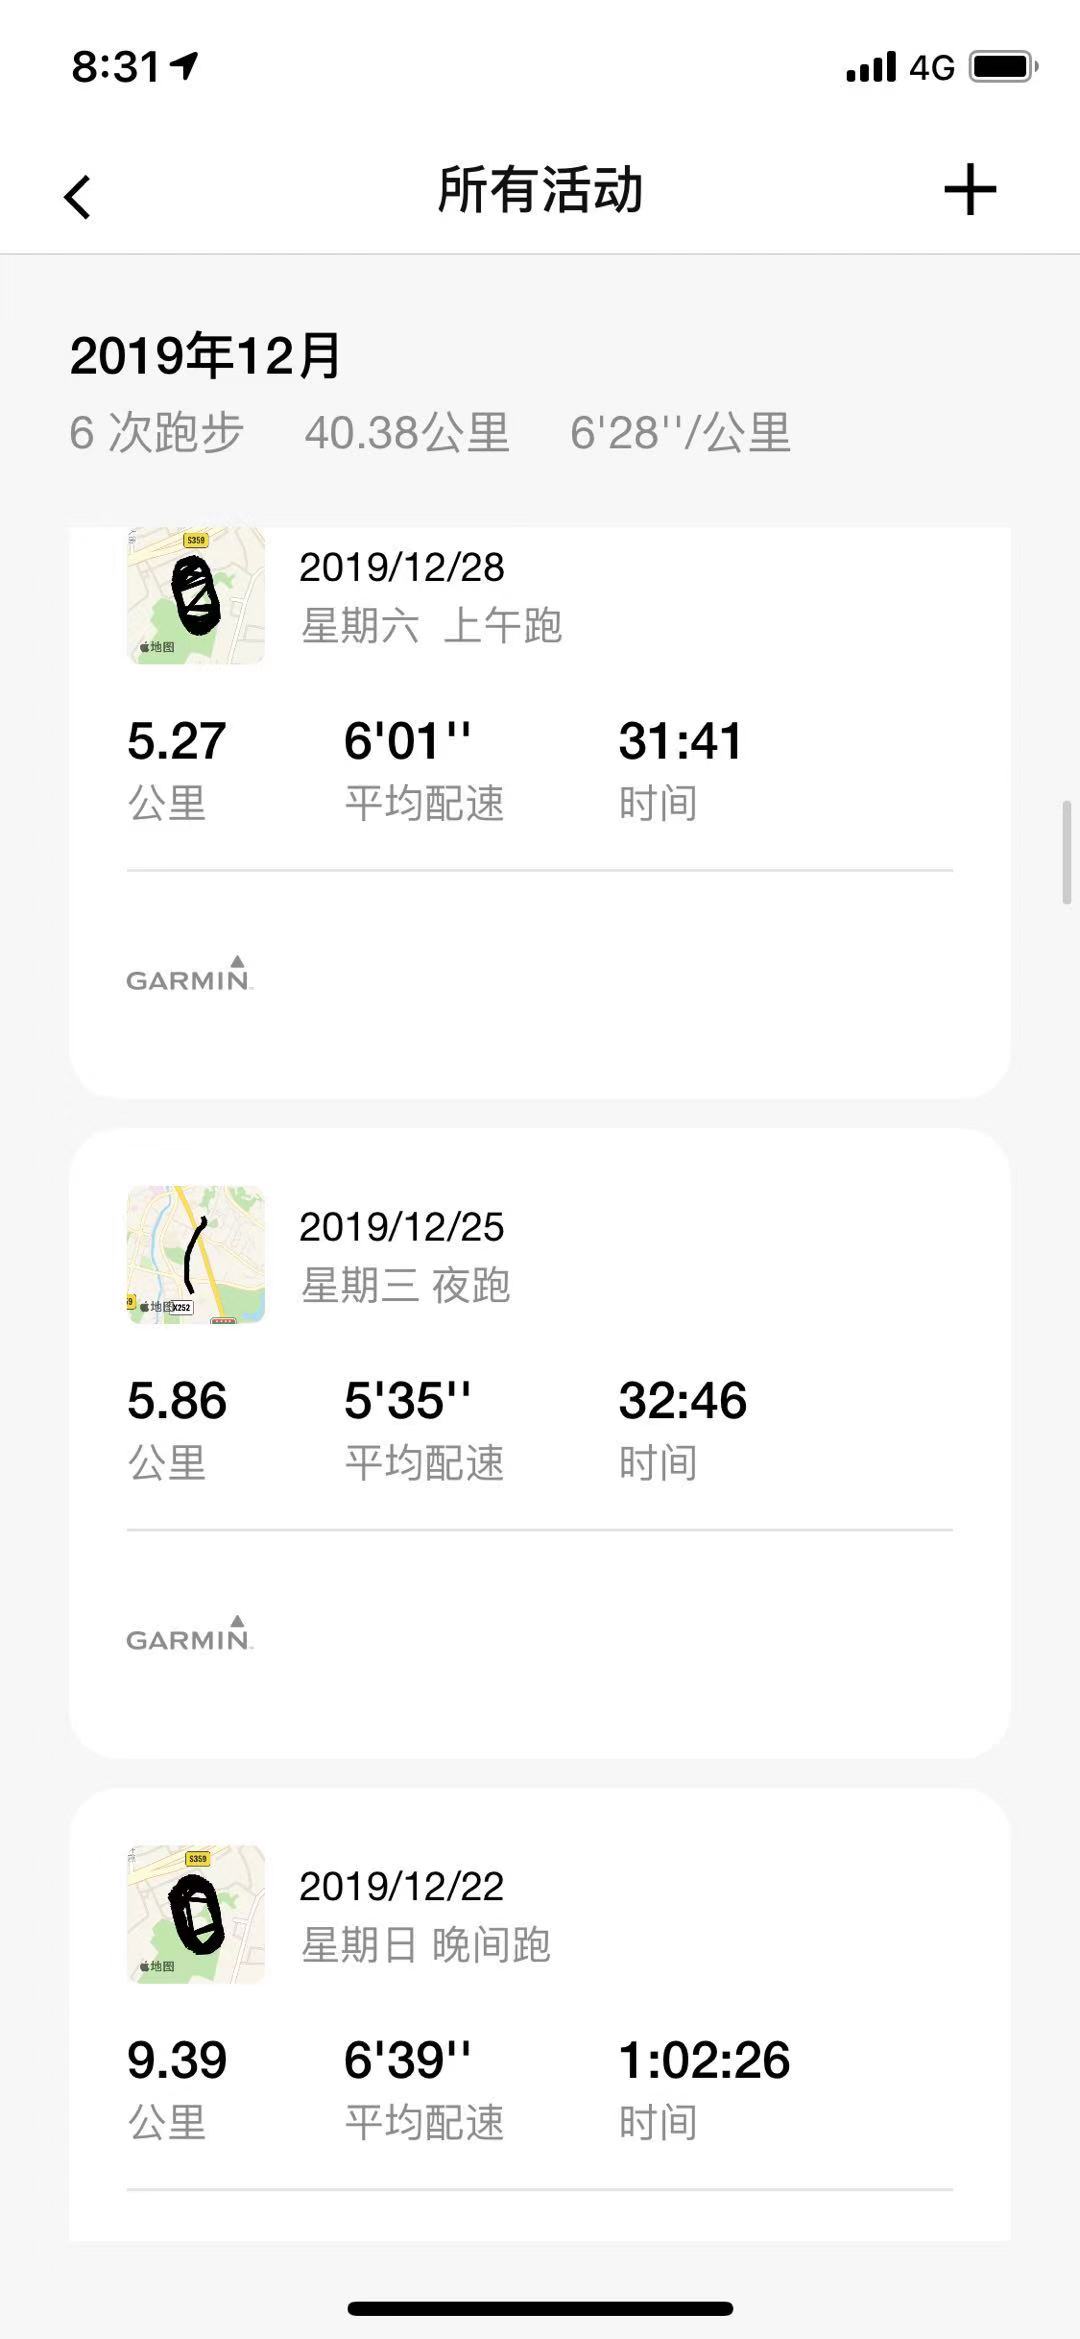 8:31
4G
所有活动
2019年12月
6 次跑步 40.38公里 6'28''/公里
S359
地图
2019/12/28
星期六 上午跑
5.27 6'01'' 31:41
公里 平均配速 时间
GARMIN
2019/12/25
星期三 夜跑
地图 X252
5.86 5'35'' 32:46
公里 平均配速 时间
GARMIN
S359
地图
2019/12/22
星期日 晚间跑
9.39 6'39'' 1:02:26
公里 平均配速 时间